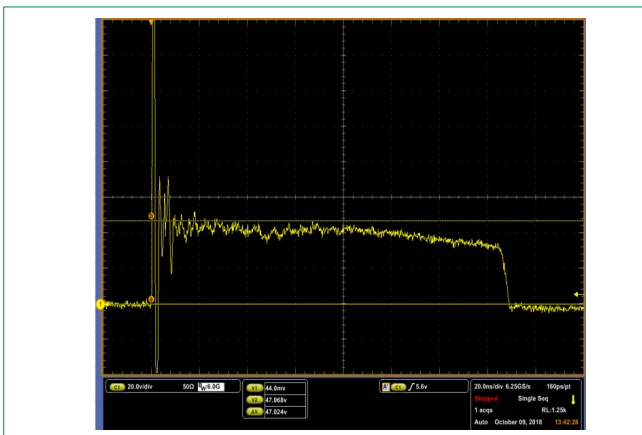 1
C1 20.0v/div 50Ω BW:6.0G
V1 44.0mv
V2 47.068v
ΔV 47.024v
A' C1 5.6v
20.0ns/div 6.25GS/s 160ps/pt
Stopped Single Seq
1 acqs RL:1.25k
Auto October 09, 2018 13:42:28